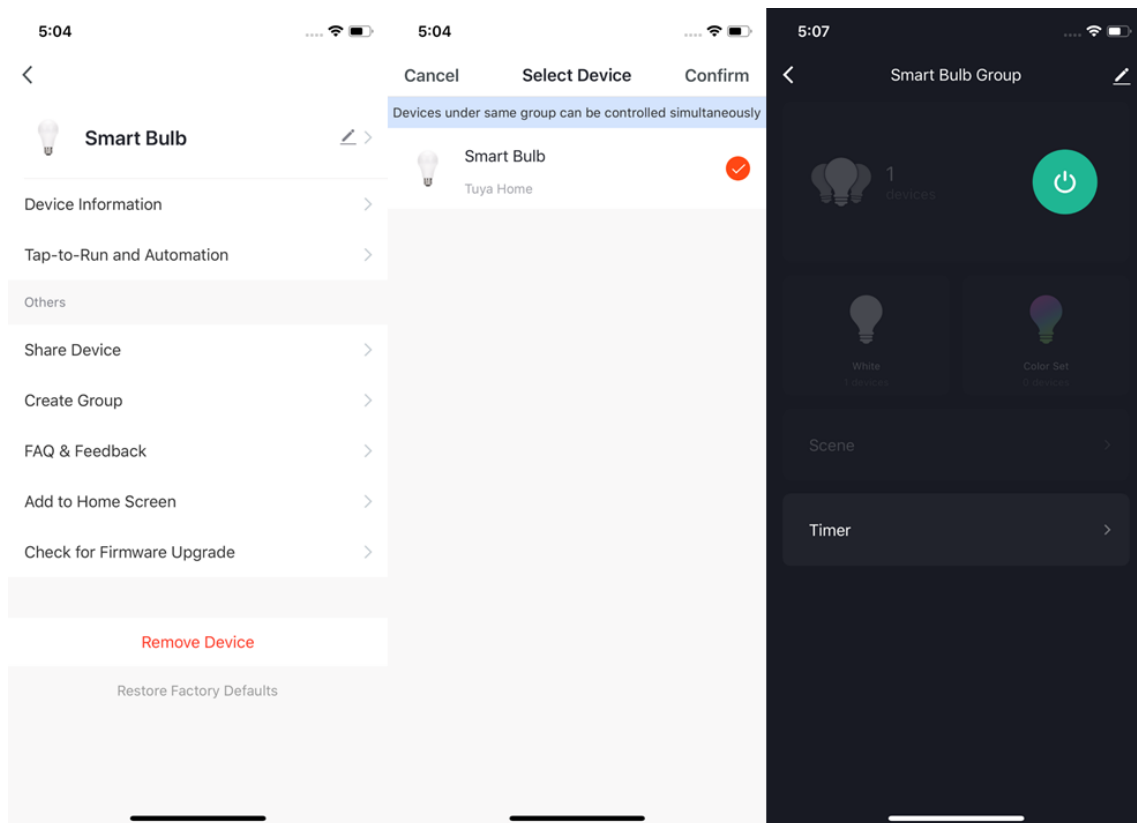 5:04
Smart Bulb
Device Information
Tap-to-Run and Automation
Others
Share Device
Create Group
FAQ & Feedback
Add to Home Screen
Check for Firmware Upgrade
Remove Device
Restore Factory Defaults
5:04
Cancel Select Device Confirm
Devices under same group can be controlled simultaneously
Smart Bulb
Tuya Home
5:07
Smart Bulb Group
1
devices
White
1 devices
Color Set
0 devices
Scene
Timer